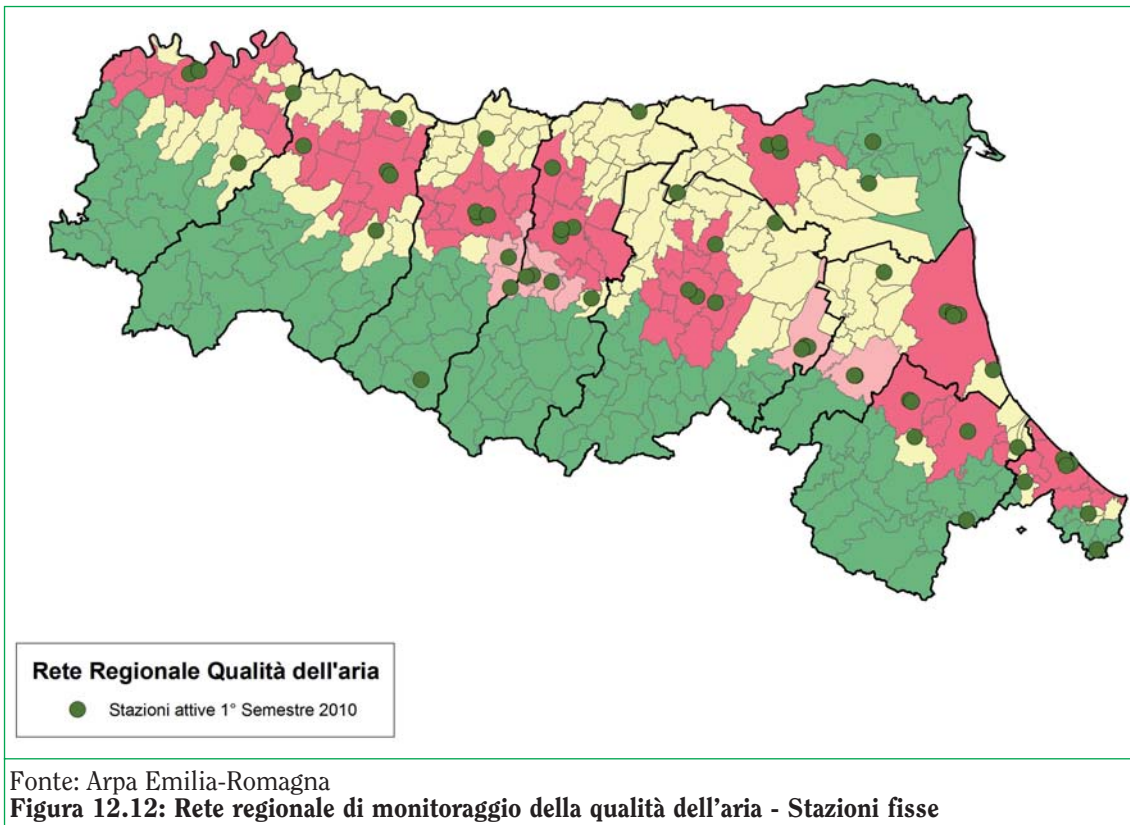 Rete Regionale Qualità dell'aria
Stazioni attive 1° Semestre 2010
Fonte: Arpa Emilia-Romagna
Figura 12.12: Rete regionale di monitoraggio della qualità dell'aria - Stazioni fisse